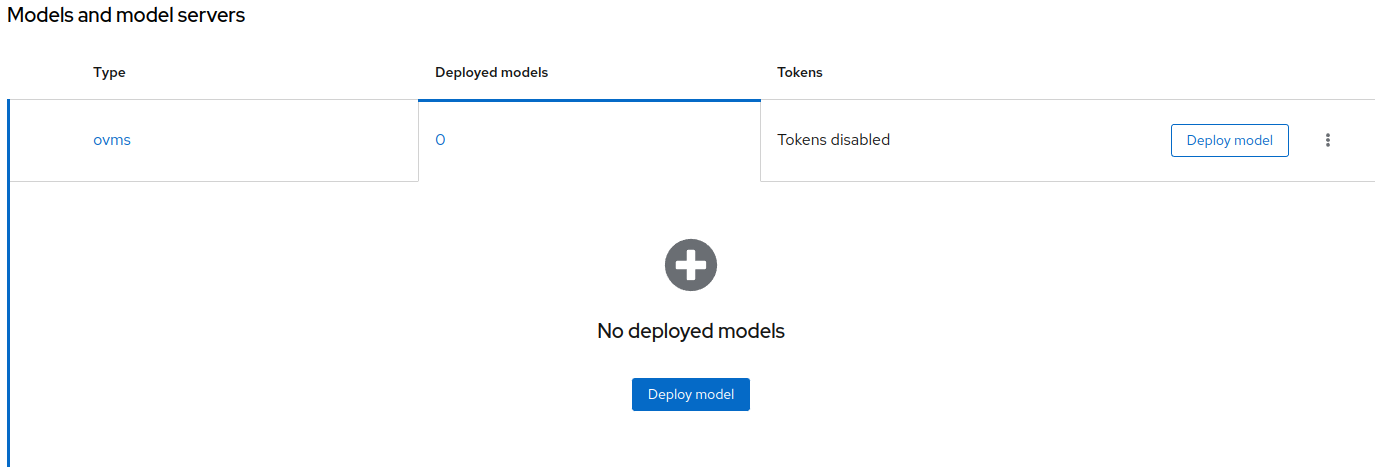 Models and model servers
Type Deployed models Tokens
ovms 0 Tokens disabled Deploy model
No deployed models
Deploy model